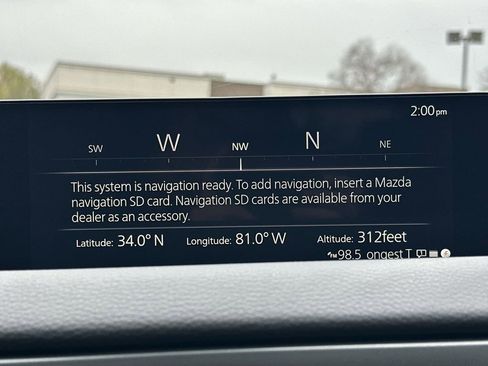 2:00pm
SW W NW N NE
This system is navigation ready. To add navigation, insert a Mazda
navigation SD card. Navigation SD cards are available from your
dealer as an accessory.
Latitude: 34.0° N Longitude: 81.0° W Altitude: 312feet
FM 98.5 ongest T